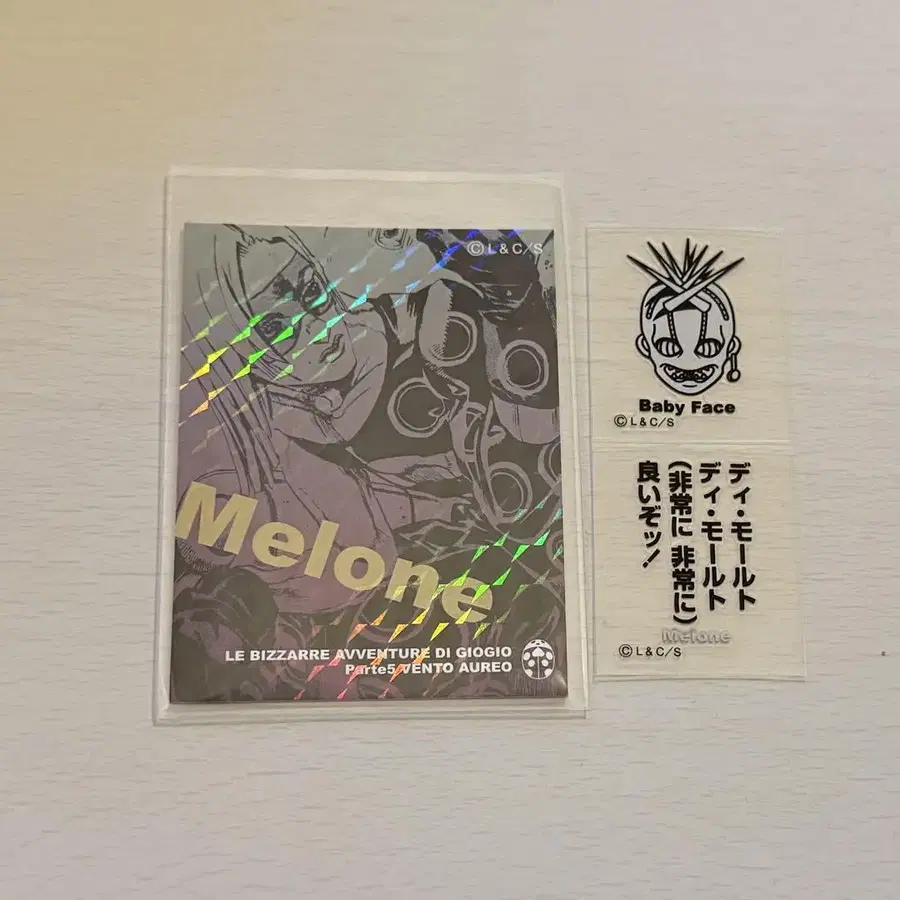 ©L&C/S
Melone
LE BIZZARRE AVVENTURE DI GIOGIO
Parte5 VENTO AUREO
Baby Face
©L&C/S
ディ・モールト
ディ・モールト
(非常に 非常に)
良いぞッ!
Melone
©L&C/S